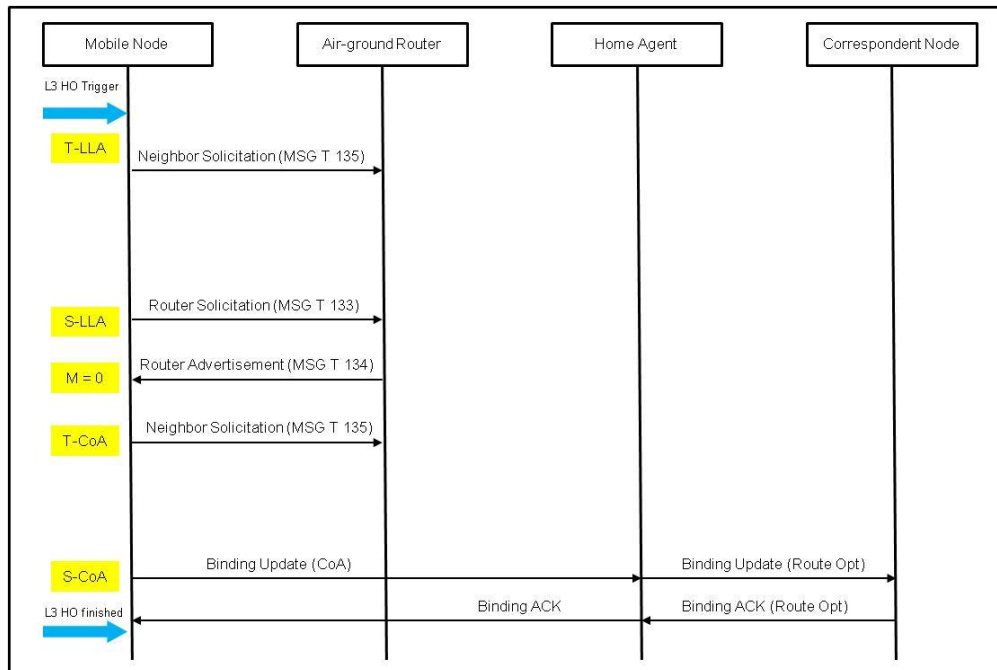 Mobile Node
Air-ground Router
Home Agent
Correspondent Node
L3 HO Trigger
T-LLA
Neighbor Solicitation (MSG T 135)
Router Solicitation (MSG T 133)
S-LLA
Router Advertisement (MSG T 134)
M = 0
Neighbor Solicitation (MSG T 135)
T-CoA
Binding Update (CoA)
Binding Update (Route Opt)
S-CoA
L3 HO finished
Binding ACK
Binding ACK (Route Opt)